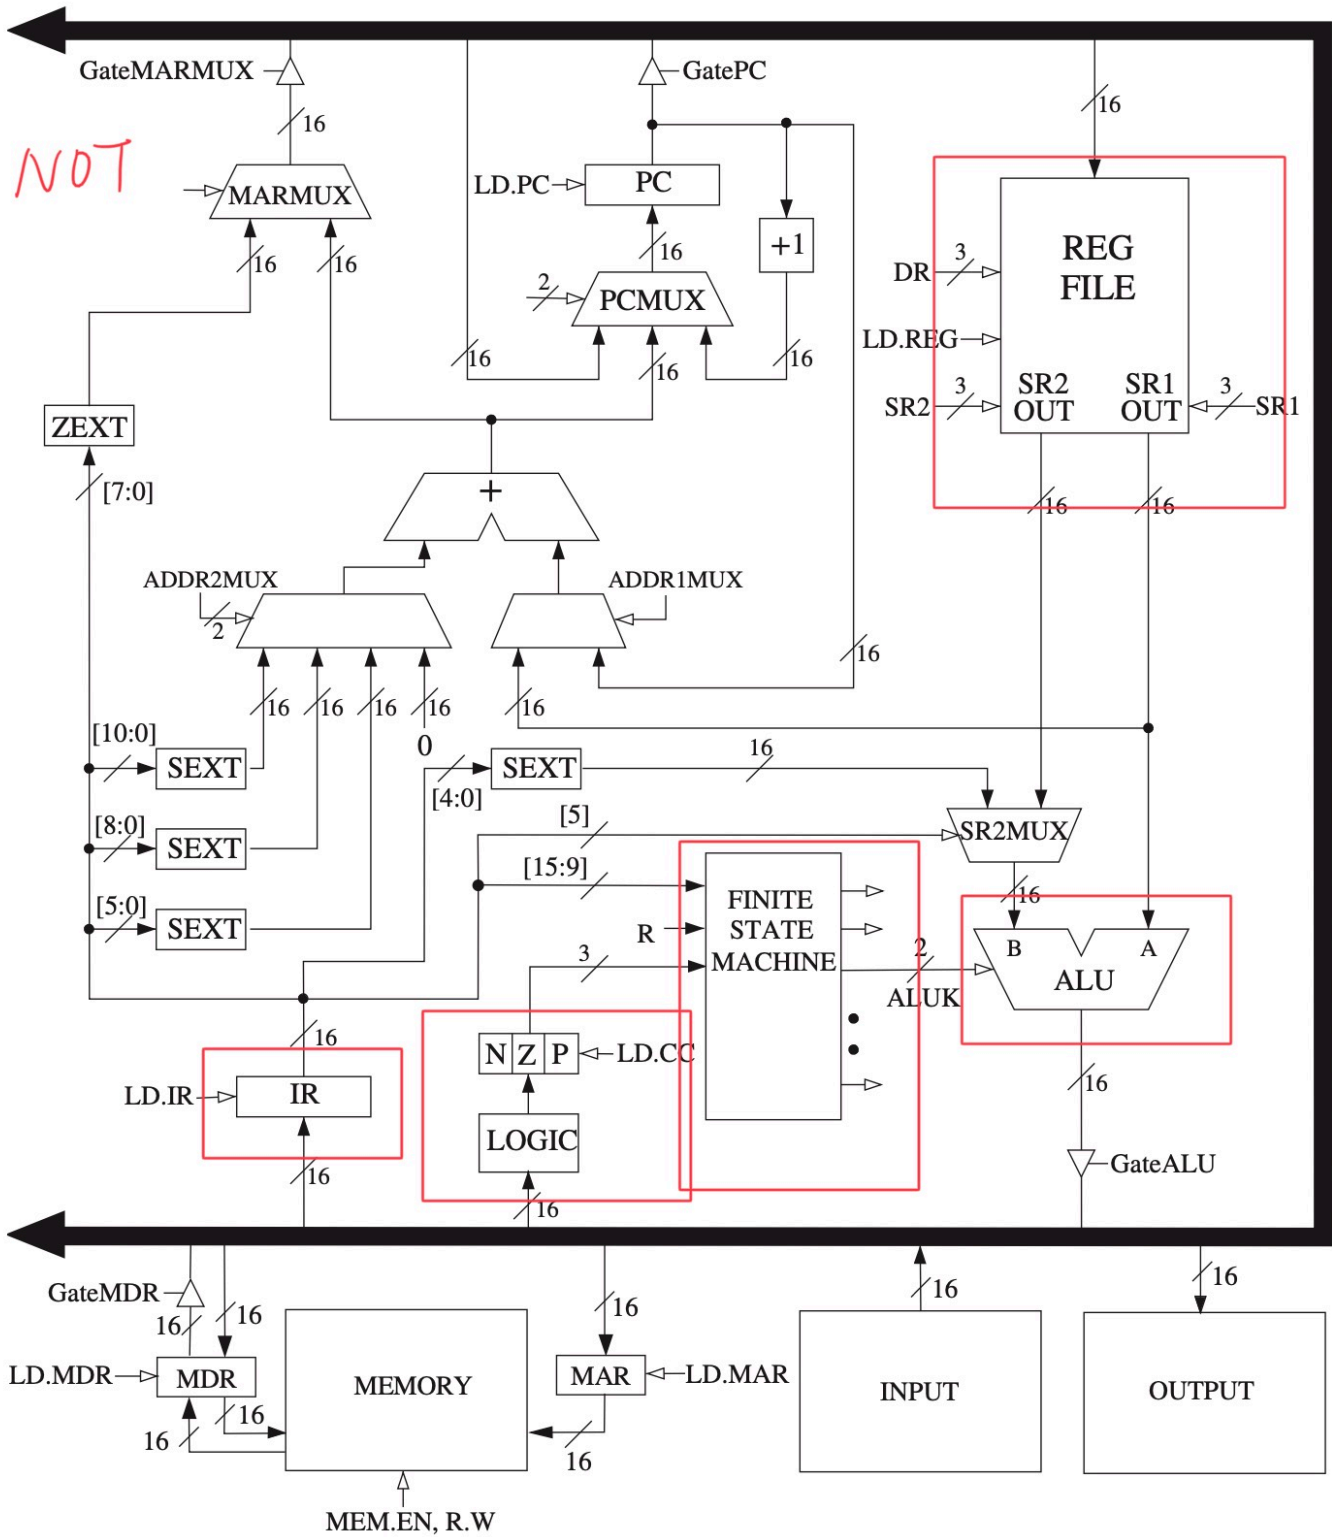 GateMARMUX
GatePC
16
16
NOT
MARMUX
LD.PC
PC
16
16
16
+1
REG
FILE
DR
3
2
PCMUX
LD.REG
16
16
16
SR2
3
SR2
OUT
SR1
OUT
3
SR1
ZEXT
[7:0]
+
16
16
ADDR2MUX
2
ADDR1MUX
16
16
16
16
16
16
[10:0]
SEXT
0
[4:0]
SEXT
16
[8:0]
SEXT
[5]
SR2MUX
[15:9]
16
[5:0]
SEXT
R
FINITE
STATE
MACHINE
3
2
ALUK
B
A
ALU
16
N Z P
LD.CC
16
LD.IR
IR
LOGIC
16
16
GateALU
GateMDR
16
16
16
16
16
LD.MDR
MDR
MEMORY
MAR
LD.MAR
INPUT
OUTPUT
16
16
16
MEM.EN, R.W